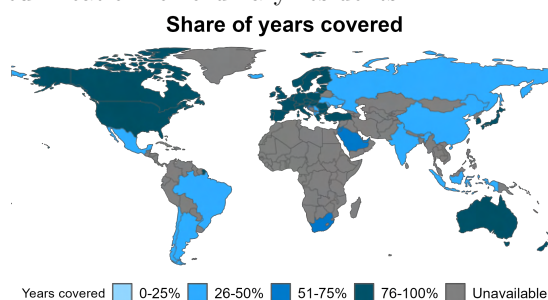 Share of years covered
Years covered 0-25% 26-50% 51-75% 76-100% Unavailable